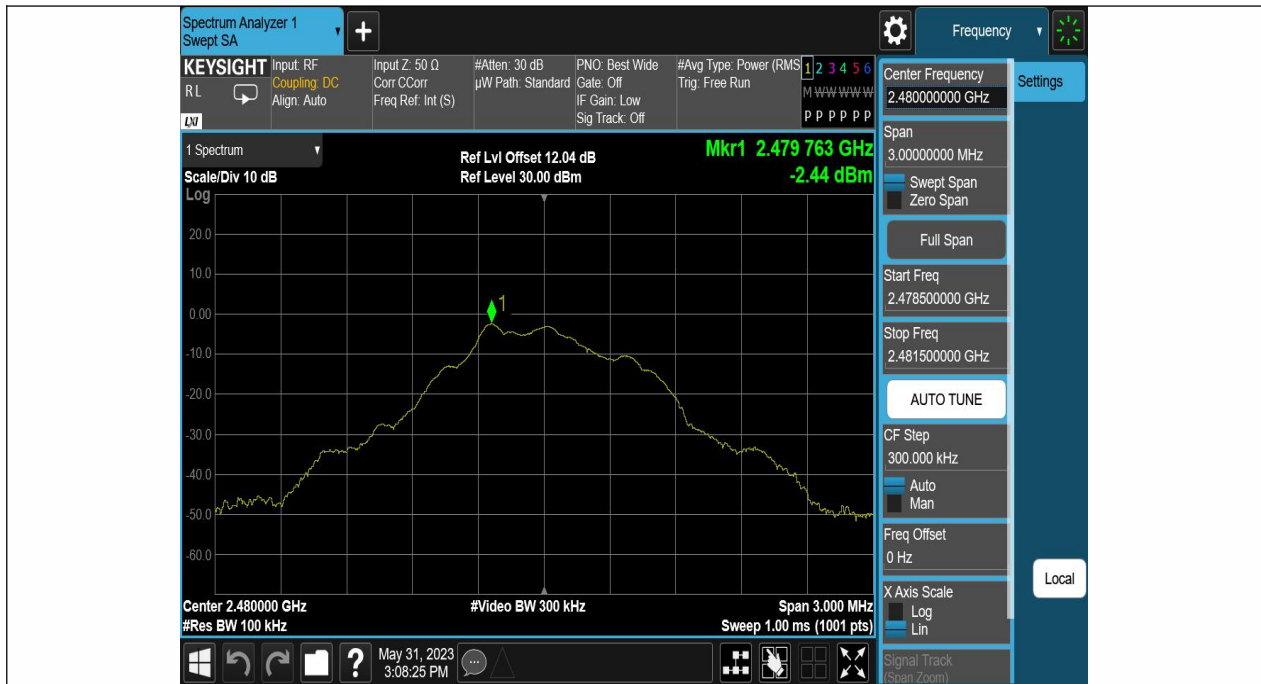 Spectrum Analyzer 1
Swept SA
+
Frequency
KEYSIGHT
R L
LXI
Input: RF
Coupling: DC
Align: Auto
Input Z: 50 Ω
Corr CCorr
Freq Ref: Int (S)
#Atten: 30 dB
µW Path: Standard
PNO: Best Wide
Gate: Off
IF Gain: Low
Sig Track: Off
#Avg Type: Power (RMS
Trig: Free Run
1 2 3 4 5 6
M W W W W W
P P P P P P
1 Spectrum
Scale/Div 10 dB
Log
Ref Lvl Offset 12.04 dB
Ref Level 30.00 dBm
Mkr1 2.479 763 GHz
-2.44 dBm
20.0
10.0
0.00
-10.0
-20.0
-30.0
-40.0
-50.0
-60.0
1
Center 2.480000 GHz
#Res BW 100 kHz
#Video BW 300 kHz
Span 3.000 MHz
Sweep 1.00 ms (1001 pts)
?
May 31, 2023
3:08:25 PM
Center Frequency
2.480000000 GHz
Span
3.00000000 MHz
Swept Span
Zero Span
Full Span
Start Freq
2.478500000 GHz
Stop Freq
2.481500000 GHz
AUTO TUNE
CF Step
300.000 kHz
Auto
Man
Freq Offset
0 Hz
X Axis Scale
Log
Lin
Signal Track
(Span Zoom)
Settings
Local